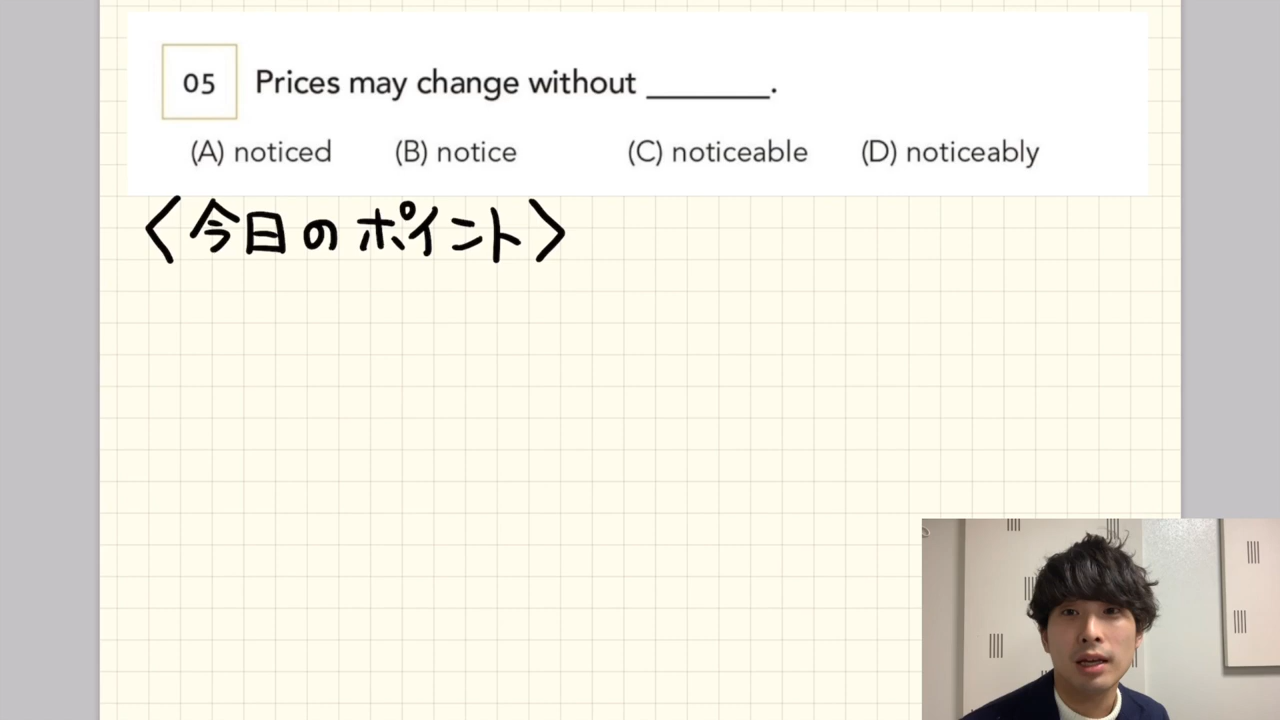 05 Prices may change without ________.
(A) noticed (B) notice (C) noticeable (D) noticeably
〈今日のポイント〉